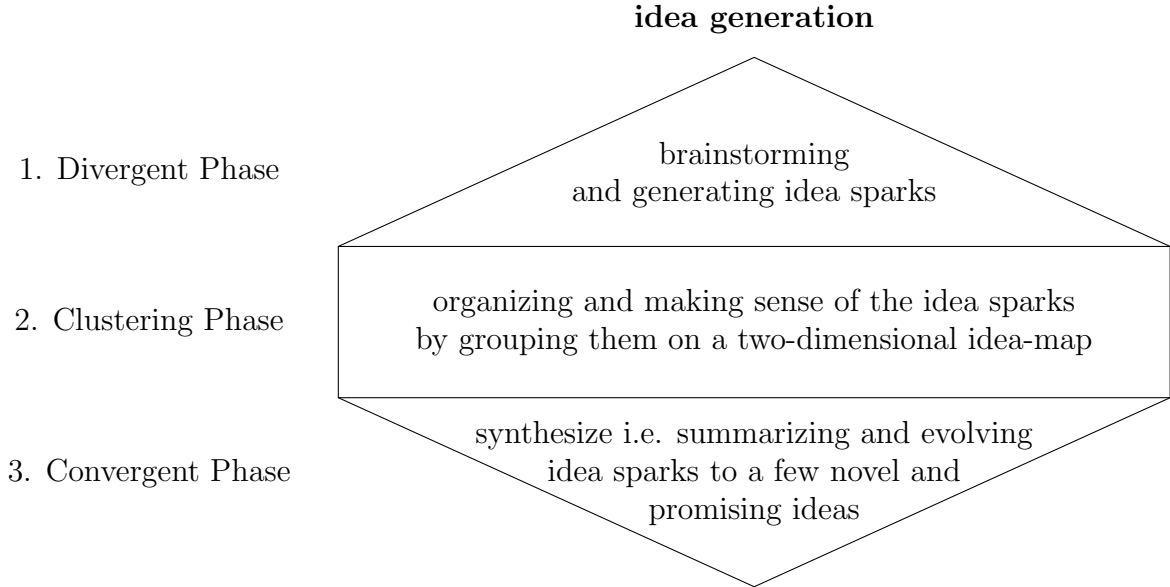 idea generation
1. Divergent Phase
brainstorming
and generating idea sparks
2. Clustering Phase
organizing and making sense of the idea sparks
by grouping them on a two-dimensional idea-map
3. Convergent Phase
synthesize i.e. summarizing and evolving
idea sparks to a few novel and
promising ideas